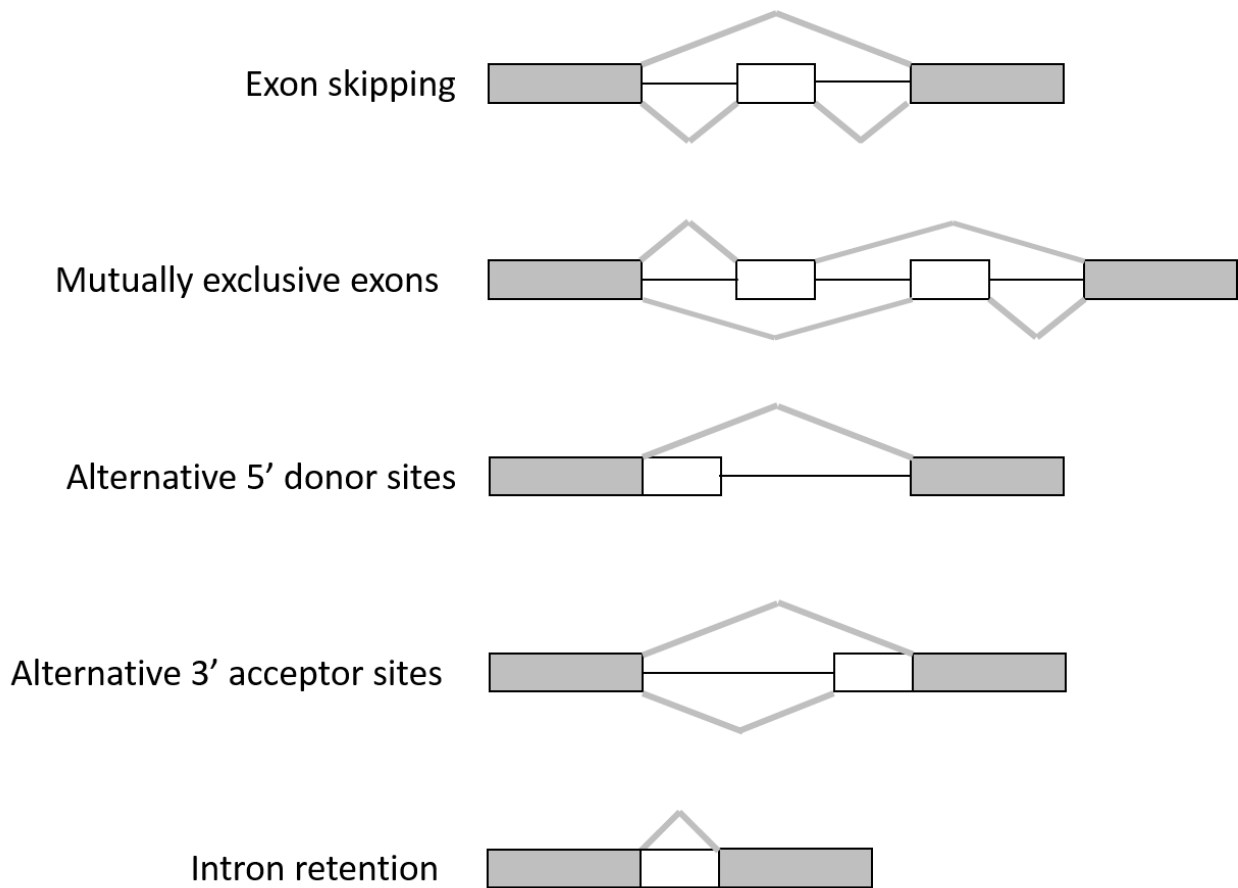 Exon skipping
Mutually exclusive exons
Alternative 5’ donor sites
Alternative 3’ acceptor sites
Intron retention